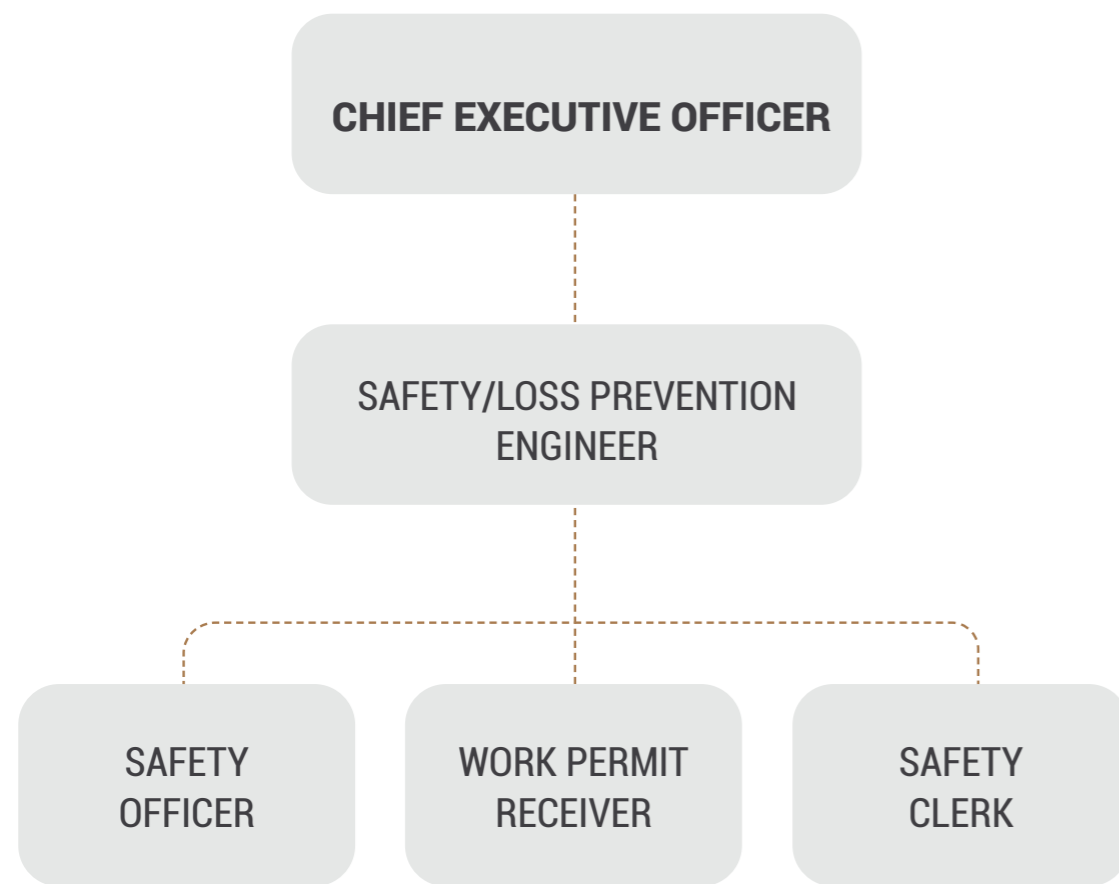 CHIEF EXECUTIVE OFFICER
SAFETY/LOSS PREVENTION
ENGINEER
SAFETY
OFFICER
WORK PERMIT
RECEIVER
SAFETY
CLERK